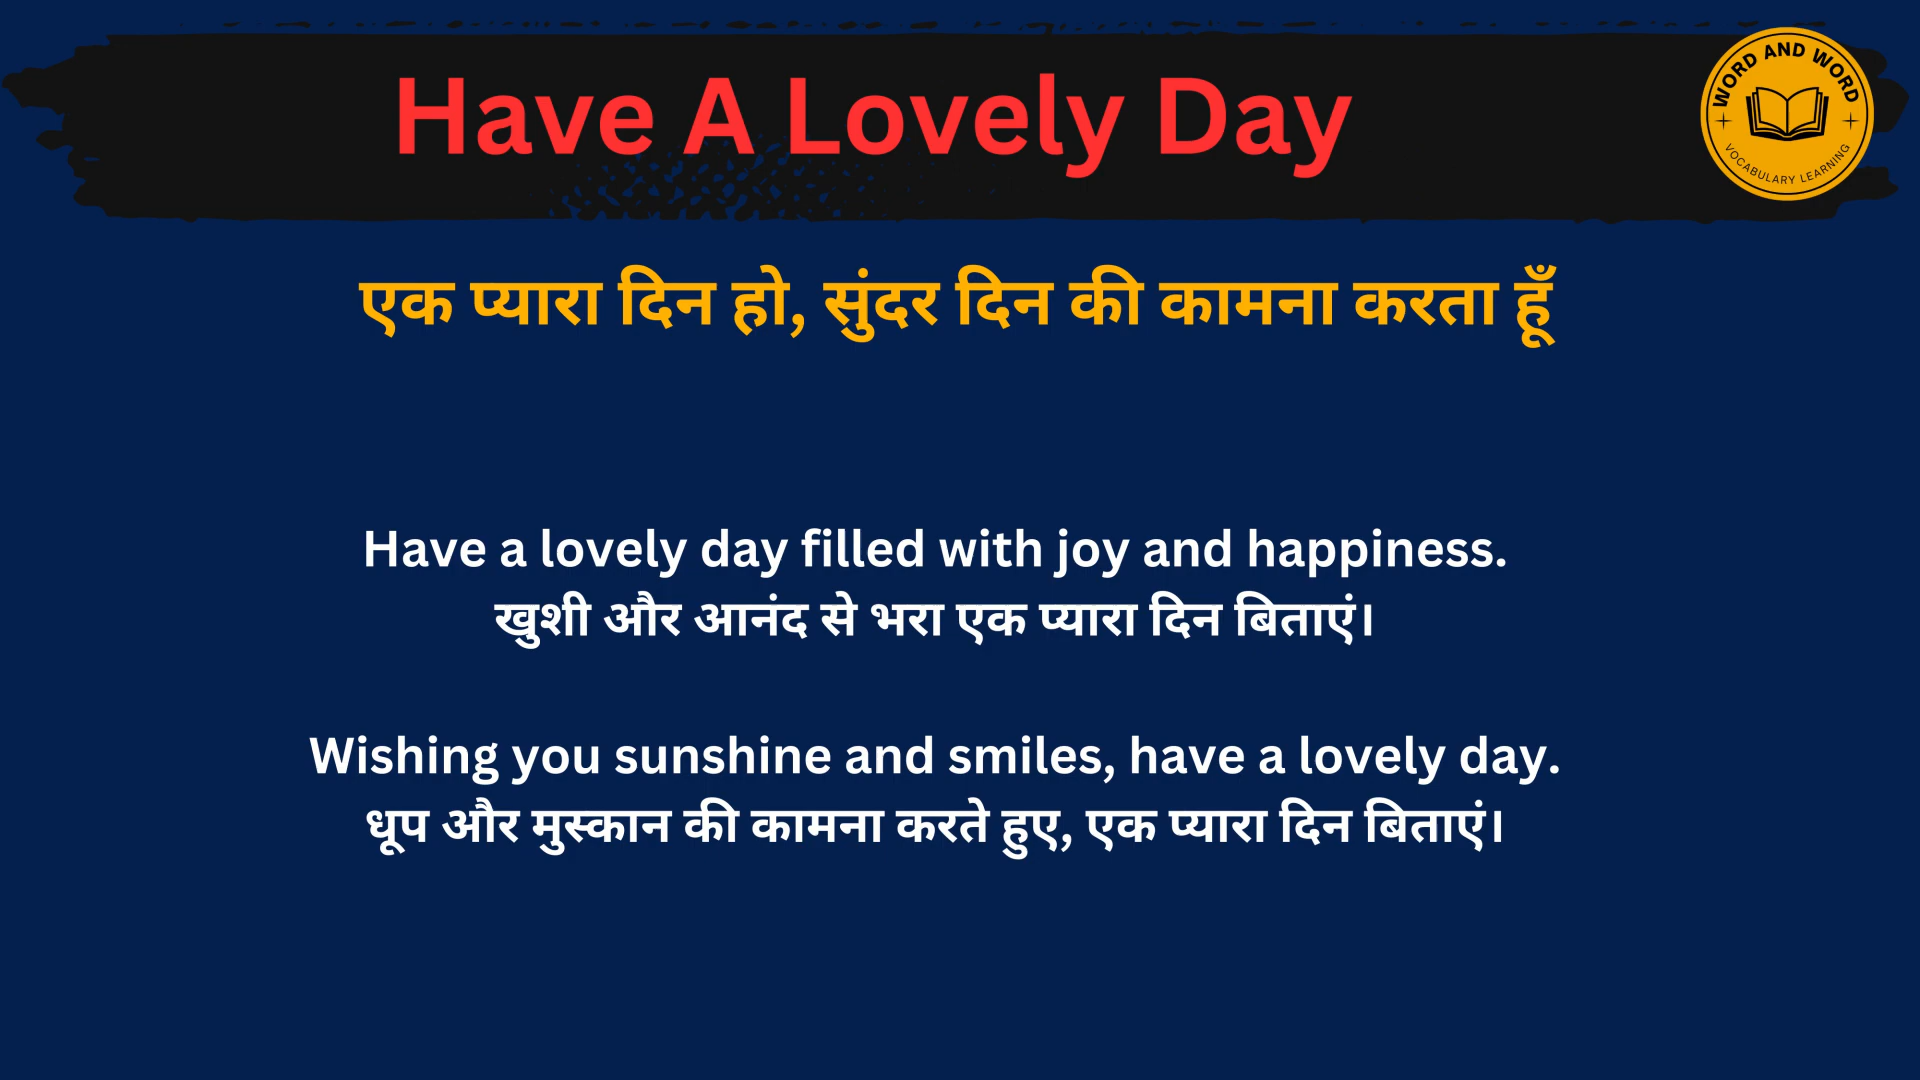 Have A Lovely Day
WORD AND WORD
VOCABULARY LEARNING
एक प्यारा दिन हो, सुंदर दिन की कामना करता हूँ
Have a lovely day filled with joy and happiness.
खुशी और आनंद से भरा एक प्यारा दिन बिताएं।
Wishing you sunshine and smiles, have a lovely day.
धूप और मुस्कान की कामना करते हुए, एक प्यारा दिन बिताएं।